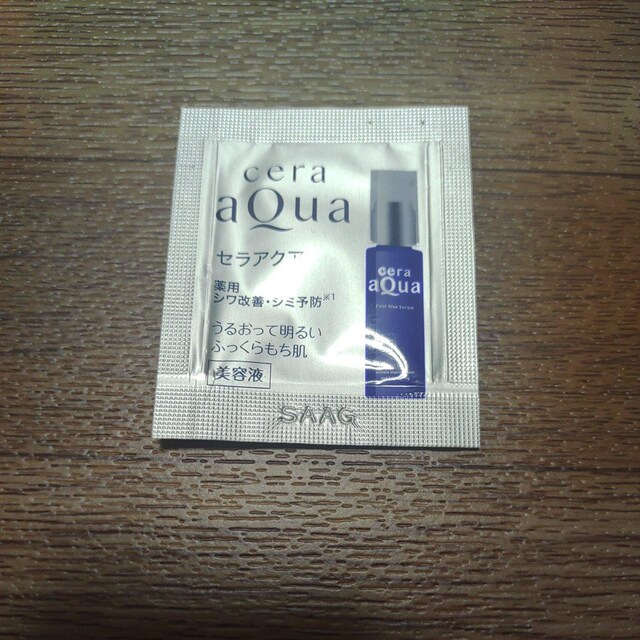 cera
aQua
セラアクア
薬用
シワ改善・シミ予防※1
うるおって明るい
ふっくらもち肌
美容液
cera
aQua
SAAG